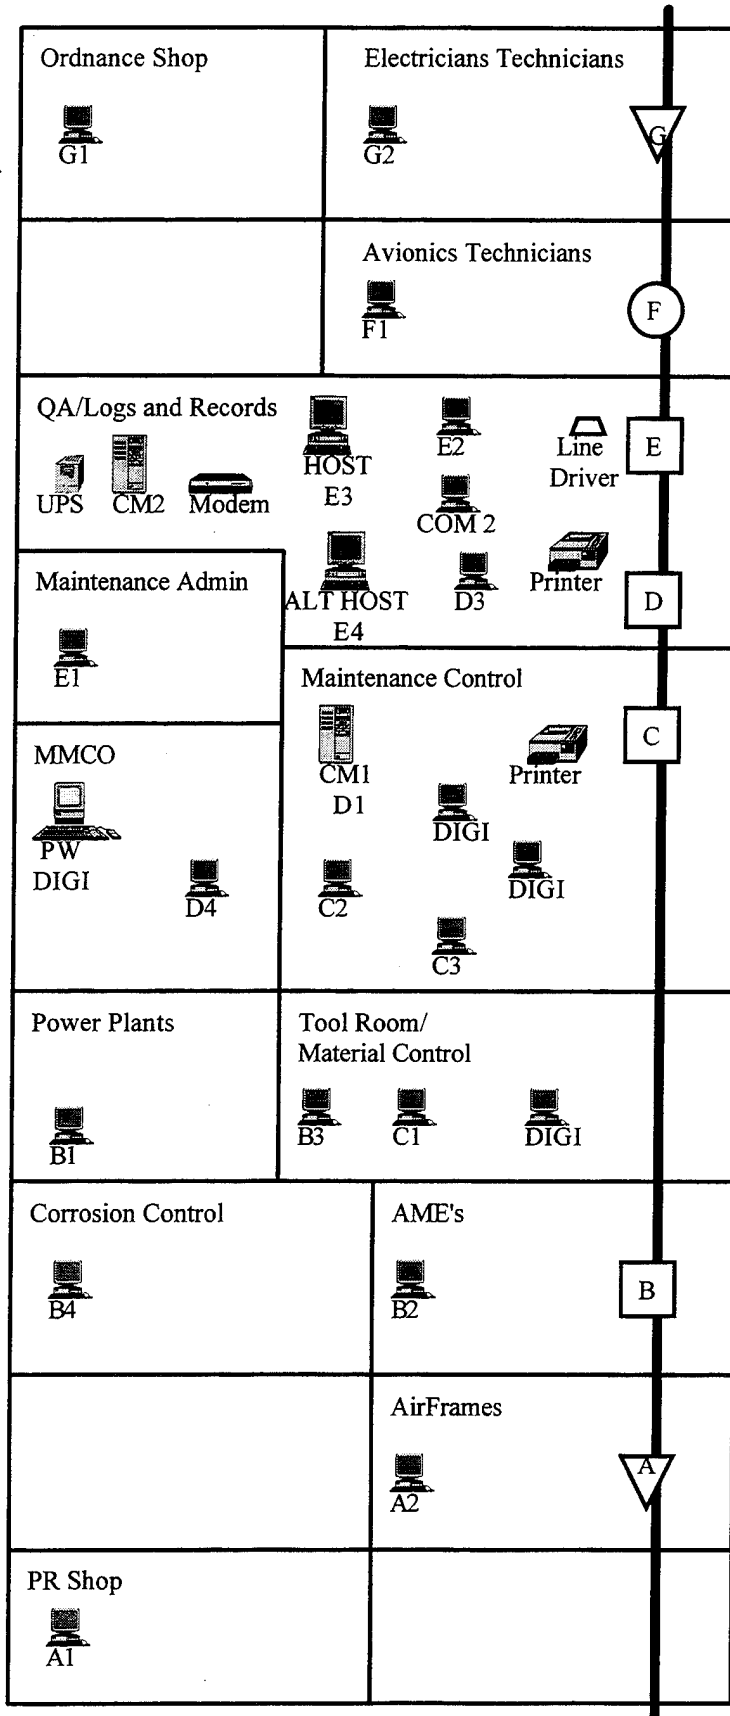 Ordnance Shop
G1
Electricians Technicians
G2
G
Avionics Technicians
F1
F
QA/Logs and Records
UPS
CM2
Modem
HOST
E3
E2
COM 2
Line
Driver
E
ALT HOST
E4
D3
Printer
D
Maintenance Admin
E1
Maintenance Control
CM1
D1
Printer
C
DIGI
DIGI
C2
C3
MMCO
PW
DIGI
D4
Power Plants
B1
Tool Room/
Material Control
B3
C1
DIGI
Corrosion Control
B4
AME's
B2
B
AirFrames
A2
A
PR Shop
A1